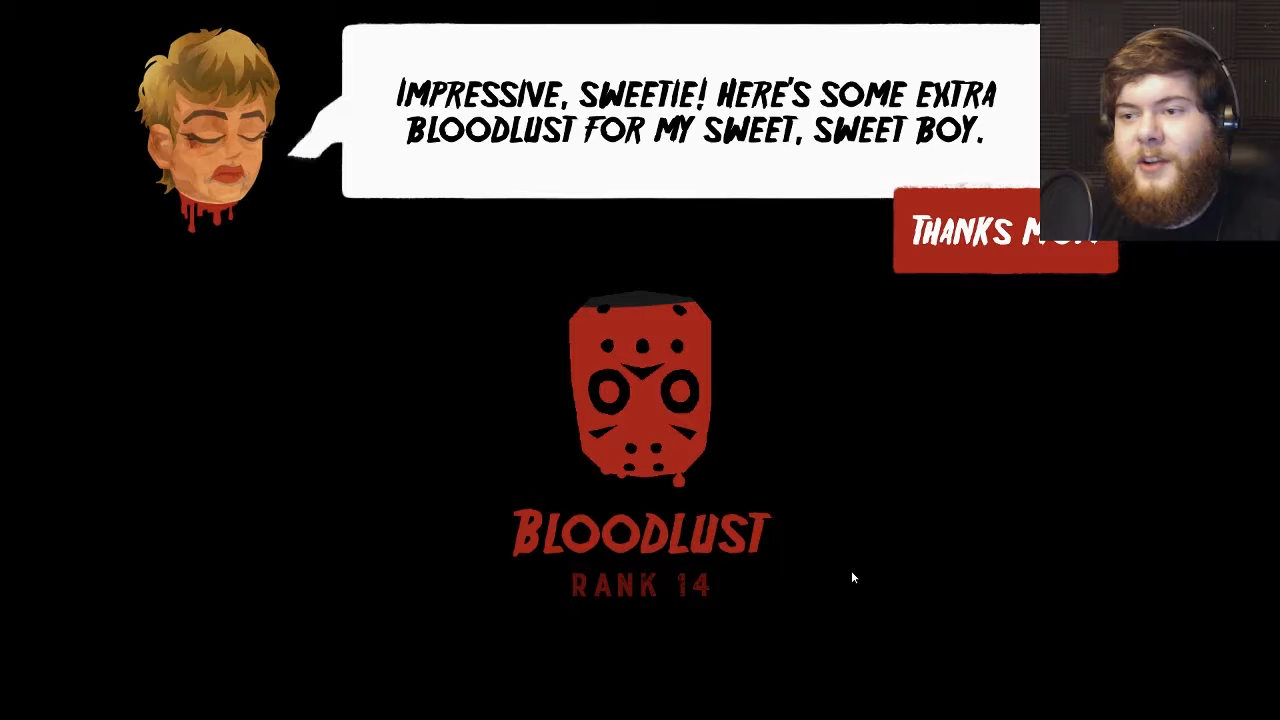 IMPRESSIVE, SWEETIE! HERE'S SOME EXTRA
BLOODLUST FOR MY SWEET, SWEET BOY.
THANKS
BLOODLUST
RANK 14